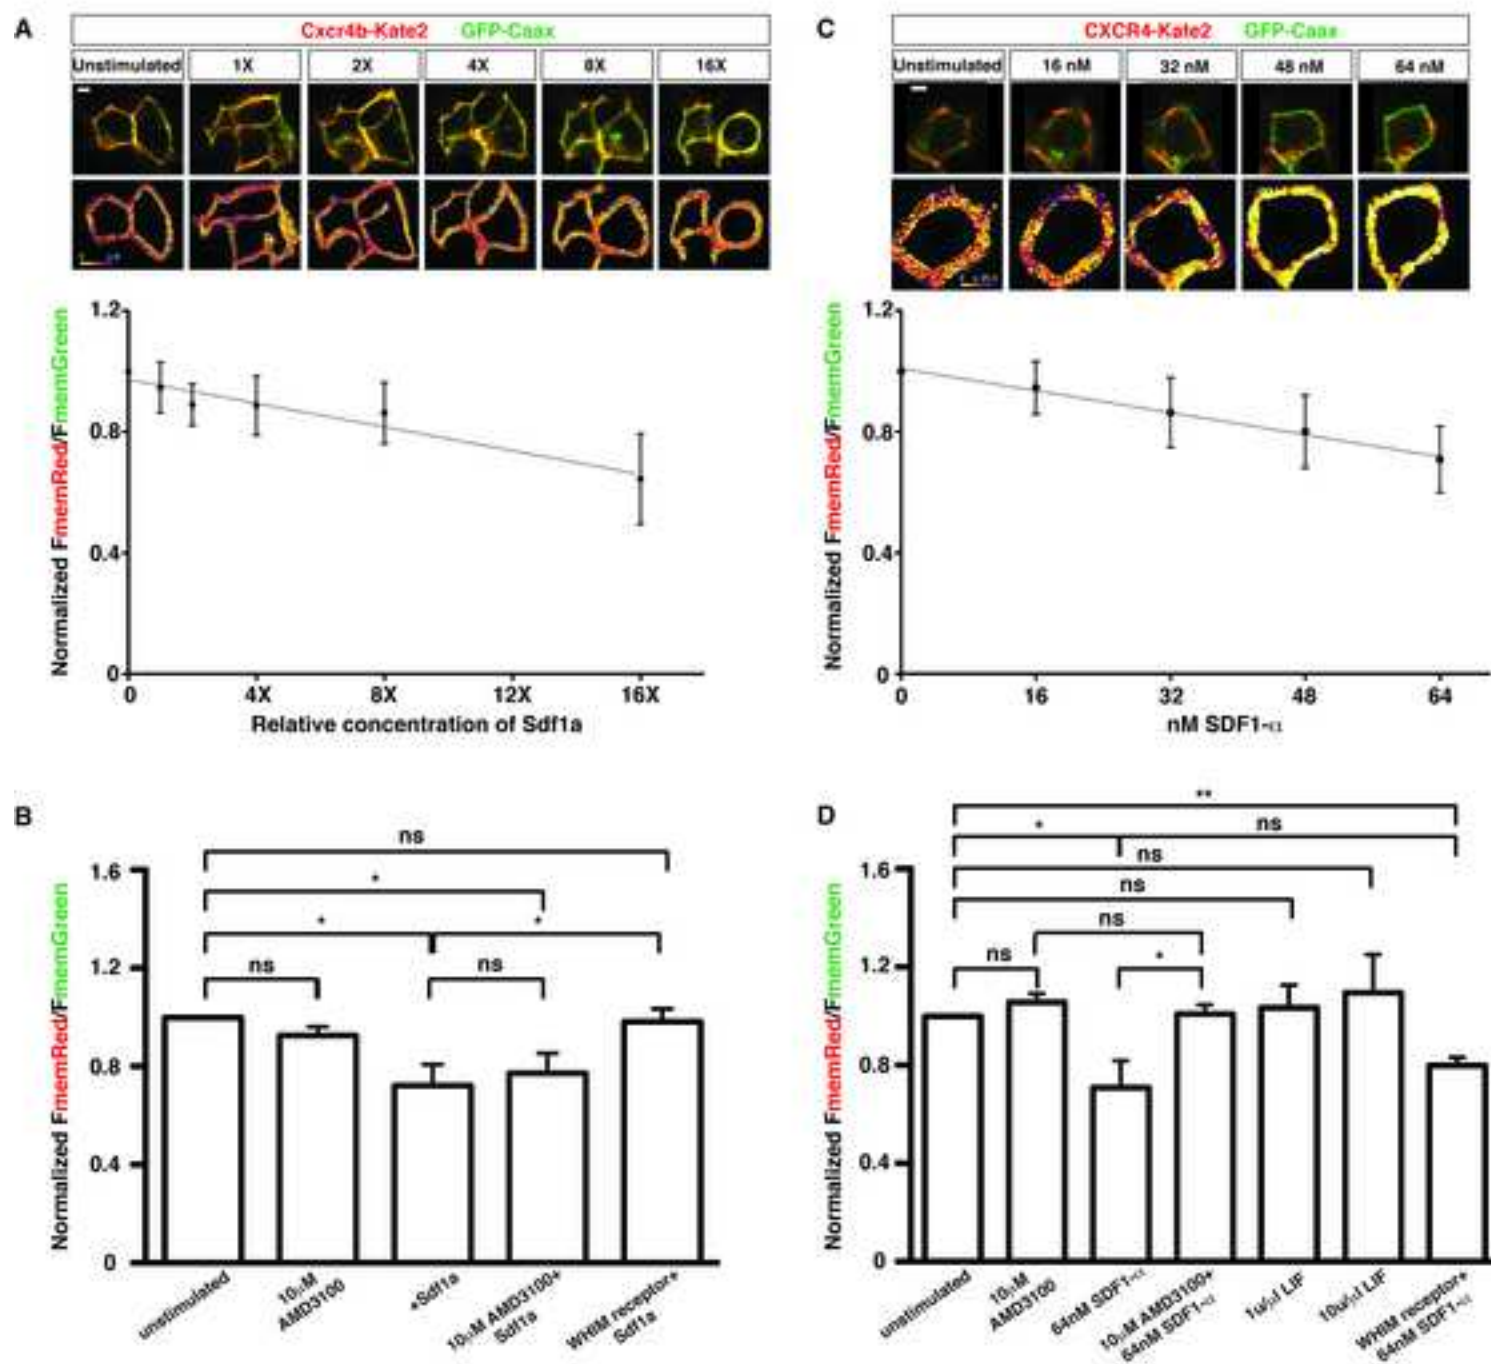 A
Cxcr4b-Kate2 GFP-Caax
Unstimulated 1X 2X 4X 8X 16X
Normalized FmemRed/FmemGreen
1.2
0.8
0.4
0
0 4X 8X 12X 16X
Relative concentration of Sdf1a
C
CXCR4-Kate2 GFP-Caax
Unstimulated 16 nM 32 nM 48 nM 64 nM
Normalized FmemRed/FmemGreen
1.2
0.8
0.4
0
0 16 32 48 64
nM SDF1-α
B
ns
*
* *
ns ns
Normalized FmemRed/FmemGreen
1.6
1.2
0.8
0.4
0
unstimulated
10μM
AMD3100
+Sdf1a
10μM AMD3100+
Sdf1a
WHIM receptor+
Sdf1a
D
**
* ns
ns
ns
ns
ns *
Normalized FmemRed/FmemGreen
1.6
1.2
0.8
0.4
0
unstimulated
10μM
AMD3100
64nM SDF1-α
10μM AMD3100+
64nM SDF1-α
1u/μl LIF
10u/μl LIF
WHIM receptor+
64nM SDF1-α